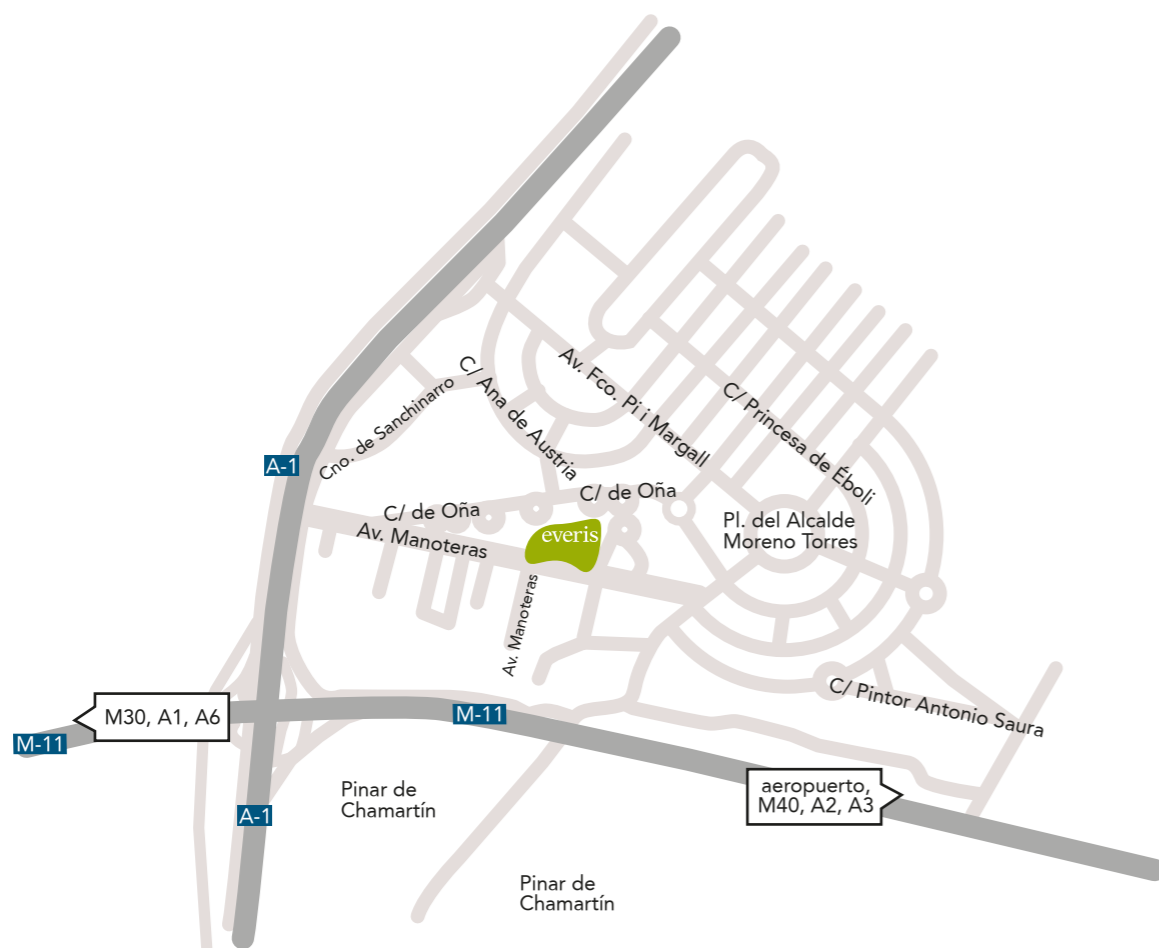 Av. Fco. Pi i Margall
C/ Princesa de Éboli
C/ Ana de Austria
Cno. de Sanchinarro
A-1
C/ de Oña
C/ de Oña
Av. Manoteras
everis
Pl. del Alcalde
Moreno Torres
Av. Manoteras
C/ Pintor Antonio Saura
M30, A1, A6
M-11
M-11
aeropuerto,
M40, A2, A3
Pinar de
Chamartín
A-1
Pinar de
Chamartín